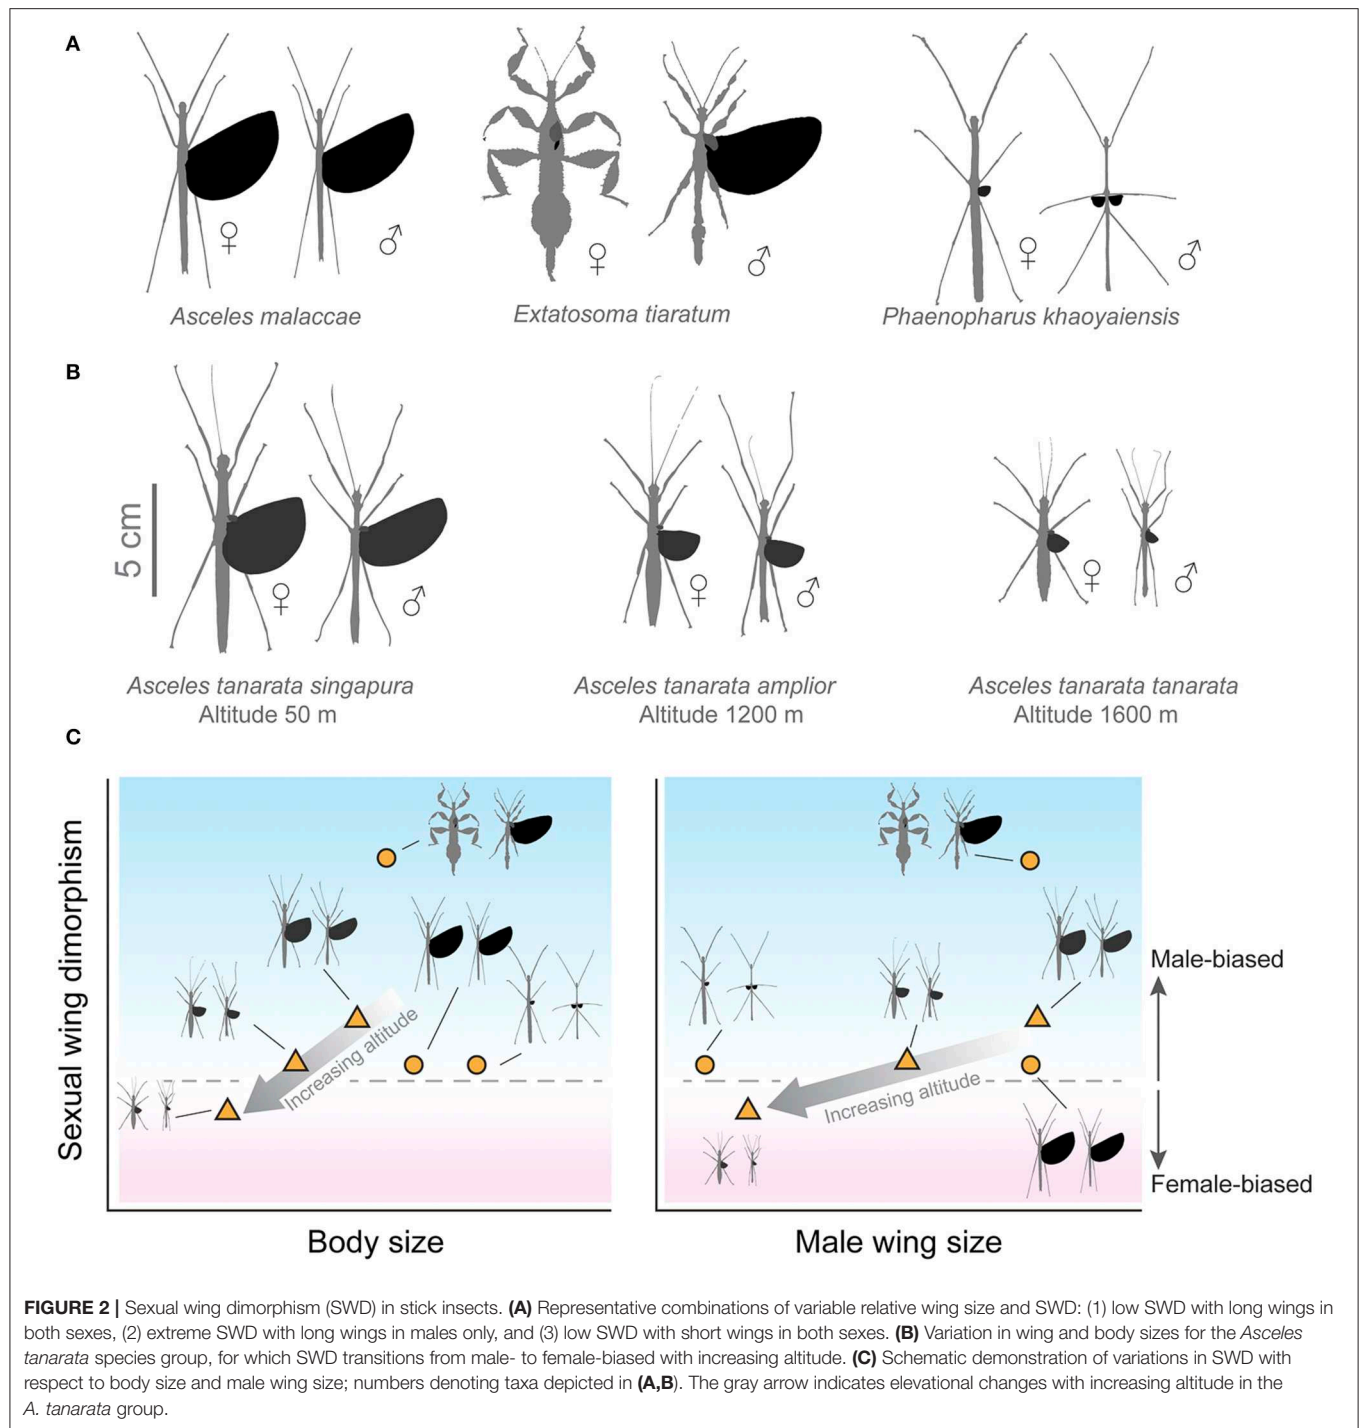 A
♀ ♂ ♀ ♂ ♀ ♂
Asceles malaccae Extatosoma tiaratum Phaenopharus khaoyaiensis
B
5 cm
♀ ♂ ♀ ♂ ♀ ♂
Asceles tanarata singapura Asceles tanarata amplior Asceles tanarata tanarata
Altitude 50 m Altitude 1200 m Altitude 1600 m
C
Sexual wing dimorphism
Increasing altitude
Body size
Increasing altitude
Male wing size
Male-biased
Female-biased
FIGURE 2 | Sexual wing dimorphism (SWD) in stick insects. (A) Representative combinations of variable relative wing size and SWD: (1) low SWD with long wings in
both sexes, (2) extreme SWD with long wings in males only, and (3) low SWD with short wings in both sexes. (B) Variation in wing and body sizes for the Asceles
tanarata species group, for which SWD transitions from male- to female-biased with increasing altitude. (C) Schematic demonstration of variations in SWD with
respect to body size and male wing size; numbers denoting taxa depicted in (A,B). The gray arrow indicates elevational changes with increasing altitude in the
A. tanarata group.